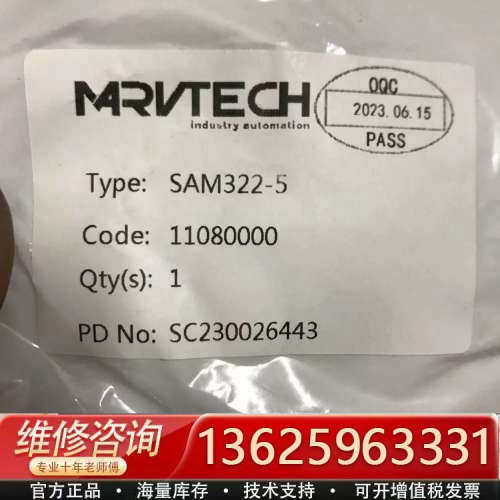 MARVTECH
industry automation
OQC
2023.06.15
PASS
Type: SAM322-5
Code: 11080000
Qty(s): 1
PD No: SC230026443
维修咨询
专业十年老师傅
13625963331
官方正品 · 海量库存 · 技术支持 · 可开增值税发票